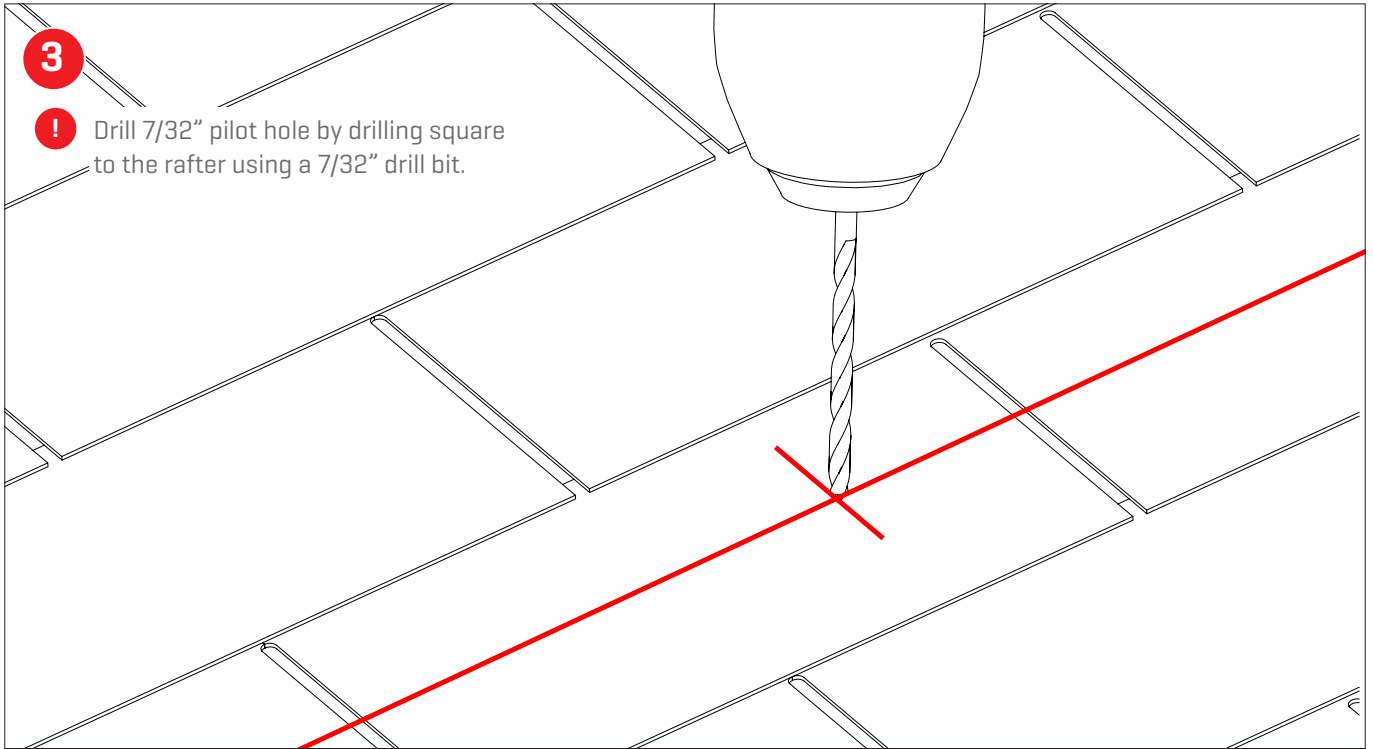 3
! Drill 7/32” pilot hole by drilling square
to the rafter using a 7/32” drill bit.